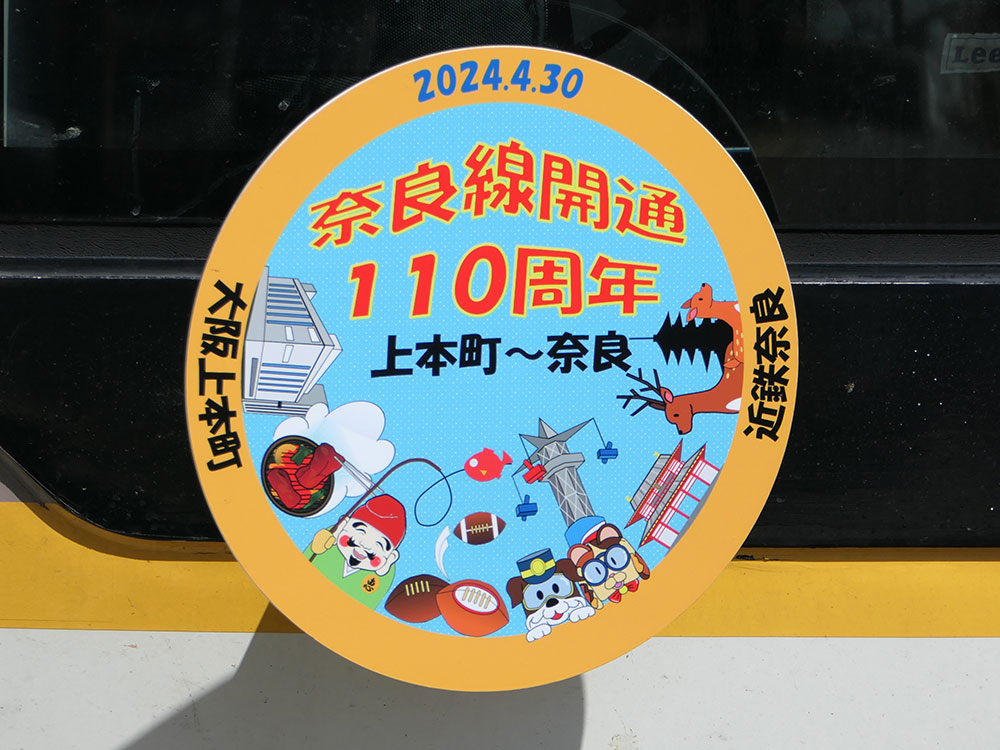 2024.4.30
奈良線開通
110周年
上本町～奈良
大阪上本町
近鉄奈良
Lee